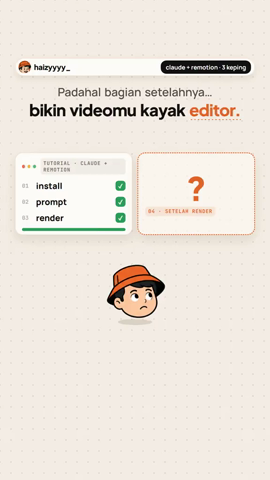 haizyyyy_
claude + remotion · 3 keping
Padahal bagian setelahnya…
bikin videomu kayak editor.
TUTORIAL · CLAUDE + REMOTION
01 install
02 prompt
03 render
?
04 · SETELAH RENDER